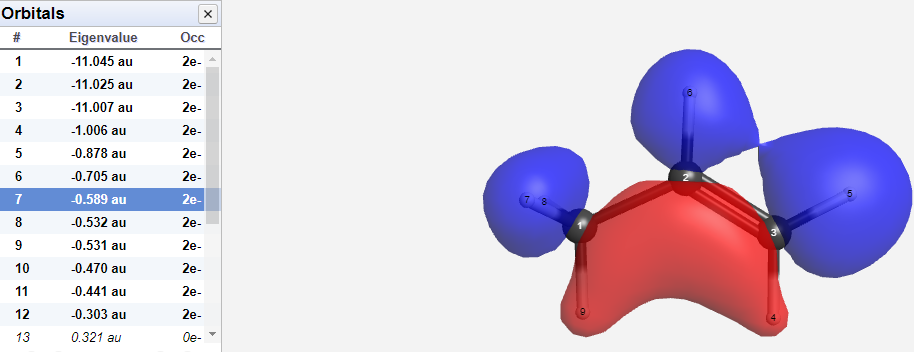 Orbitals ×
# Eigenvalue Occ
1 -11.045 au 2e-
2 -11.025 au 2e-
3 -11.007 au 2e-
4 -1.006 au 2e-
5 -0.878 au 2e-
6 -0.705 au 2e-
7 -0.589 au 2e-
8 -0.532 au 2e-
9 -0.531 au 2e-
10 -0.470 au 2e-
11 -0.441 au 2e-
12 -0.303 au 2e-
13 0.321 au 0e-
6
2
5
7 8
1
3
9
4